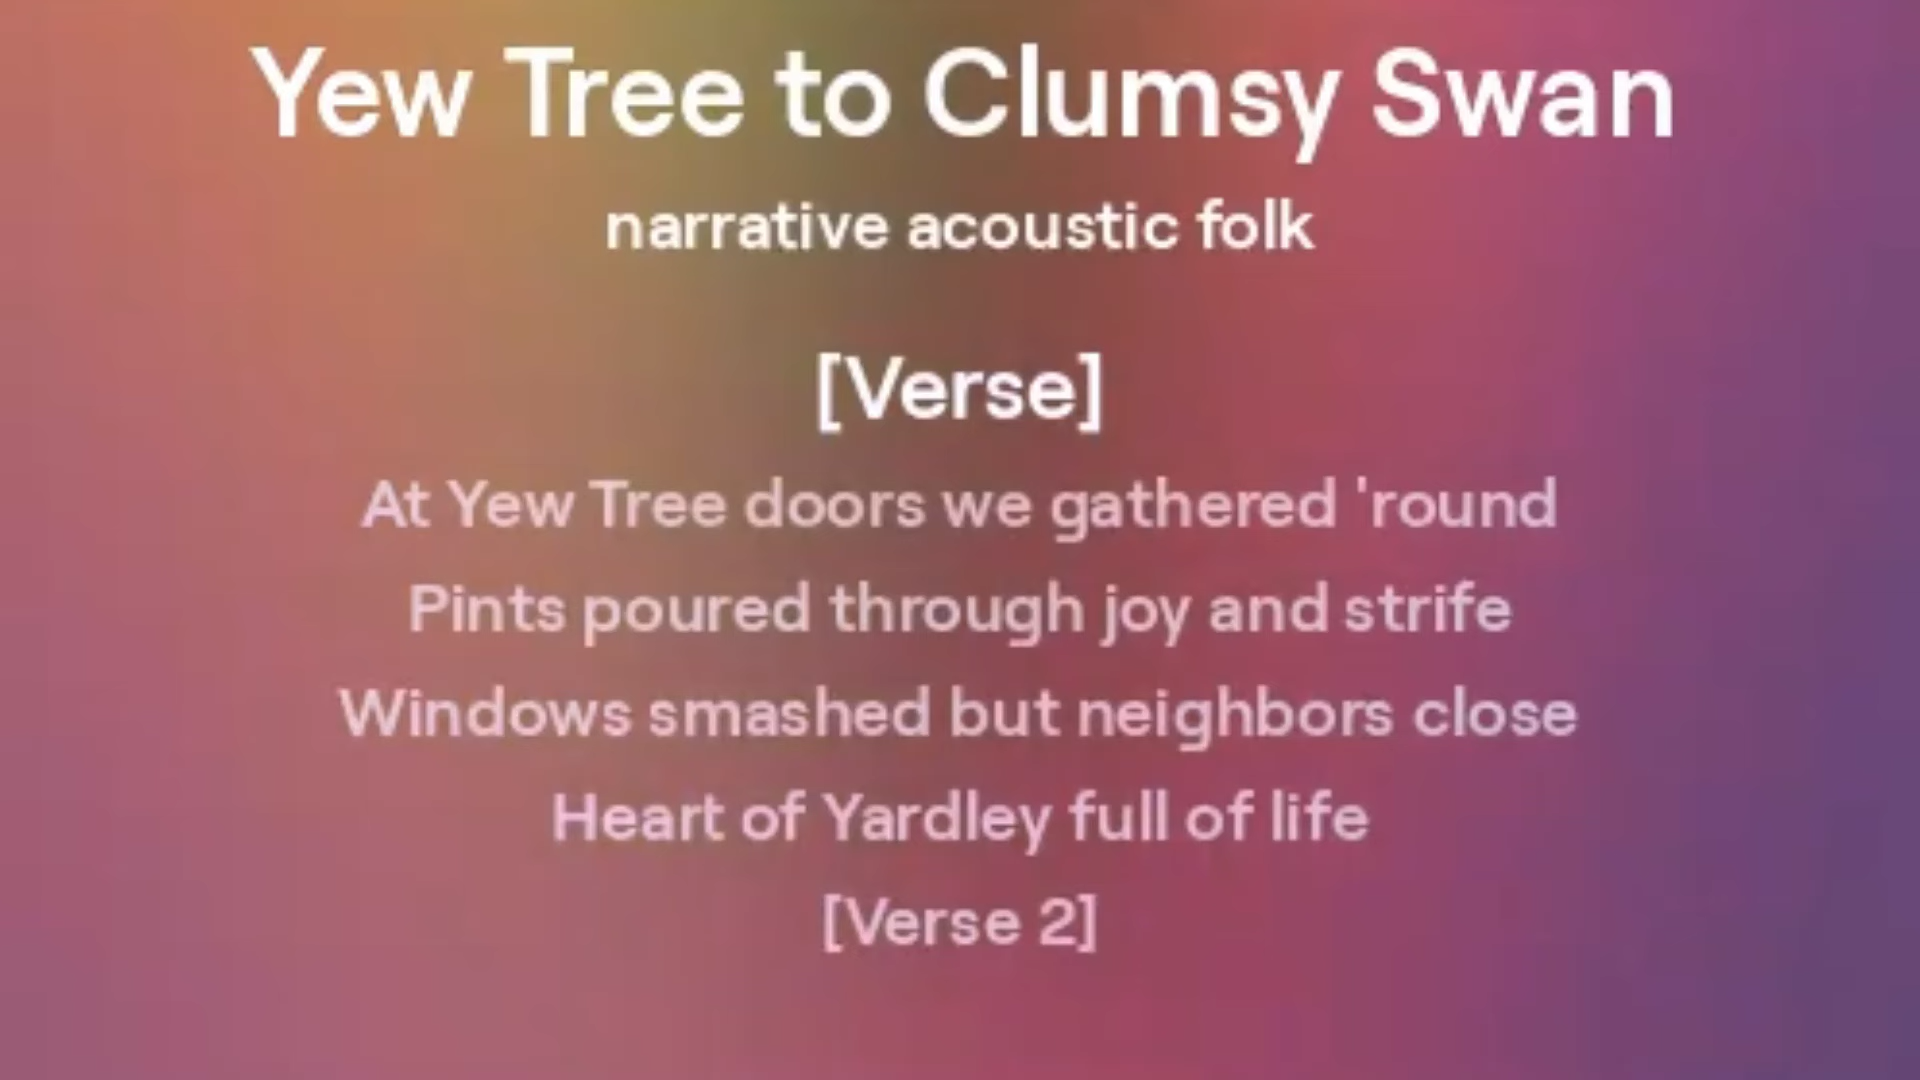 Yew Tree to Clumsy Swan
narrative acoustic folk
[Verse]
At Yew Tree doors we gathered 'round
Pints poured through joy and strife
Windows smashed but neighbors close
Heart of Yardley full of life
[Verse 2]